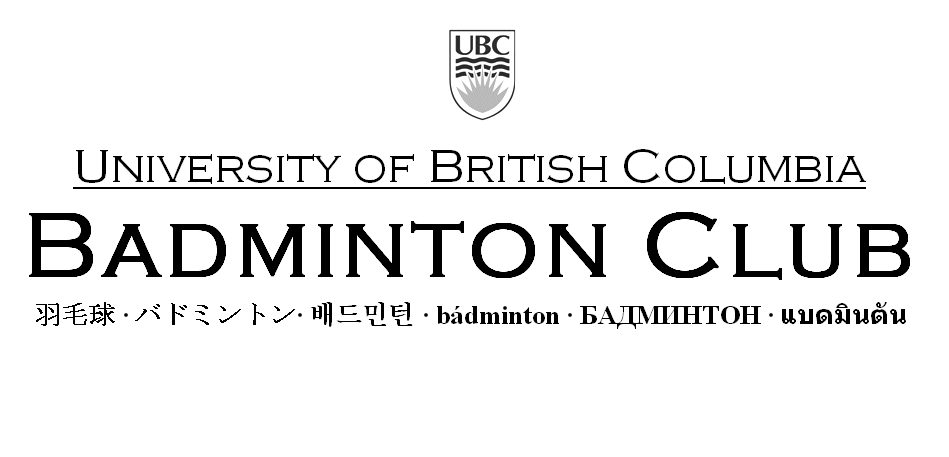 UBC
UNIVERSITY OF BRITISH COLUMBIA
BADMINTON CLUB
羽毛球 · バドミントン · 배드민턴 · bádminton · БАДМИНТОН · แบดมินตัน